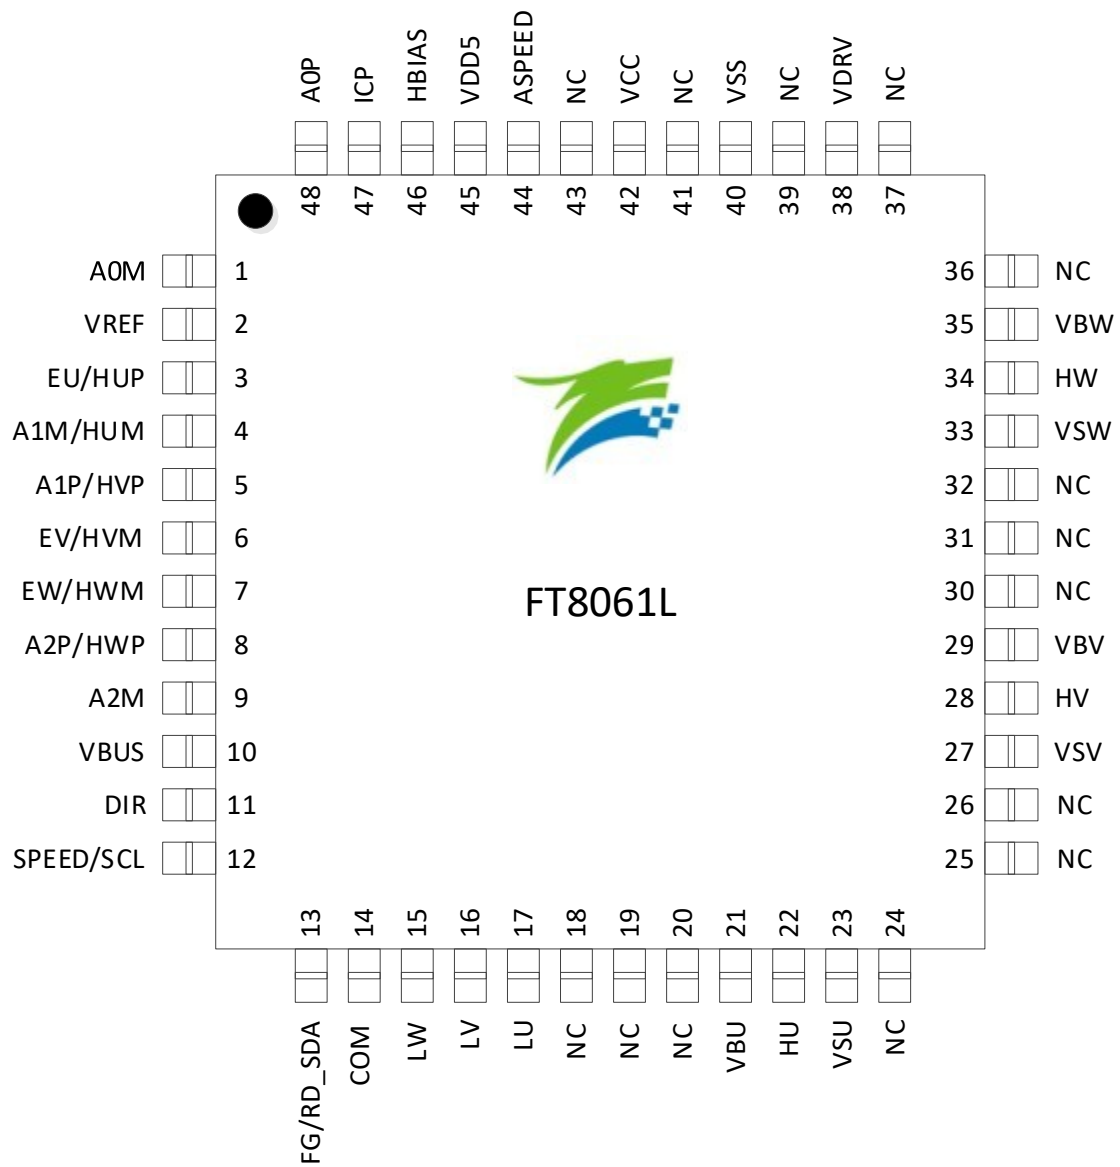 A0P ICP HBIAS VDD5 ASPEED NC VCC NC VSS NC VDRV NC
48 47 46 45 44 43 42 41 40 39 38 37
A0M 1 36 NC
VREF 2 35 VBW
EU/HUP 3 34 HW
A1M/HUM 4 33 VSW
A1P/HVP 5 32 NC
EV/HVM 6 31 NC
EW/HWM 7 30 NC
FT8061L
A2P/HWP 8 29 VBV
A2M 9 28 HV
VBUS 10 27 VSV
DIR 11 26 NC
SPEED/SCL 12 25 NC
13 14 15 16 17 18 19 20 21 22 23 24
FG/RD_SDA COM LW LV LU NC NC NC VBU HU VSU NC